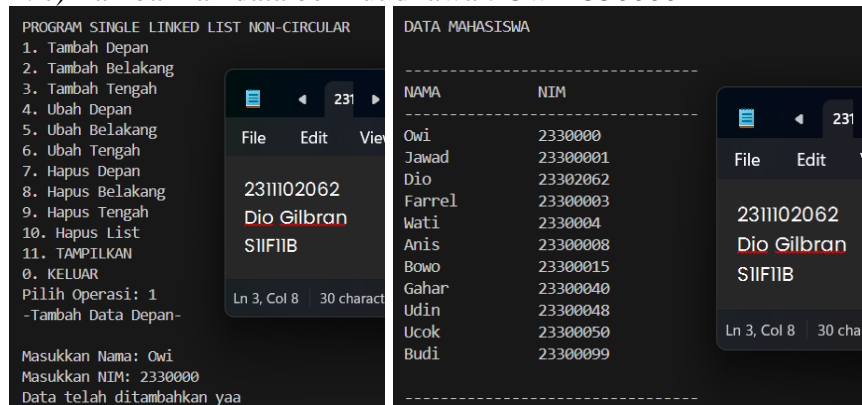 PROGRAM SINGLE LINKED LIST NON-CIRCULAR
1. Tambah Depan
2. Tambah Belakang
3. Tambah Tengah
4. Ubah Depan
5. Ubah Belakang
6. Ubah Tengah
7. Hapus Depan
8. Hapus Belakang
9. Hapus Tengah
10. Hapus List
11. TAMPILKAN
0. KELUAR
Pilih Operasi: 1
-Tambah Data Depan-
Masukkan Nama: Owi
Masukkan NIM: 2330000
Data telah ditambahkan yaa
231
File Edit View
2311102062
Dio Gilbran
S1IF11B
Ln 3, Col 8 30 charact
DATA MAHASISWA
---------------------------------
NAMA NIM
---------------------------------
Owi 2330000
Jawad 23300001
Dio 23302062
Farrel 23300003
Wati 2330004
Anis 23300008
Bowo 23300015
Gahar 23300040
Udin 23300048
Ucok 23300050
Budi 23300099
---------------------------------
231
File Edit
2311102062
Dio Gilbran
S1IF11B
Ln 3, Col 8 30 cha